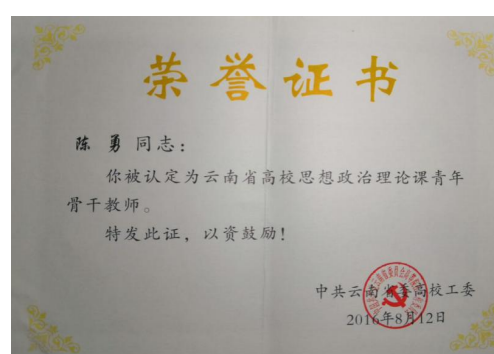 荣誉证书
陈勇同志：
你被认定为云南省高校思想政治理论课青年
骨干教师。
特发此证，以资鼓励！
中共云南省委高校工委
2016年8月12日